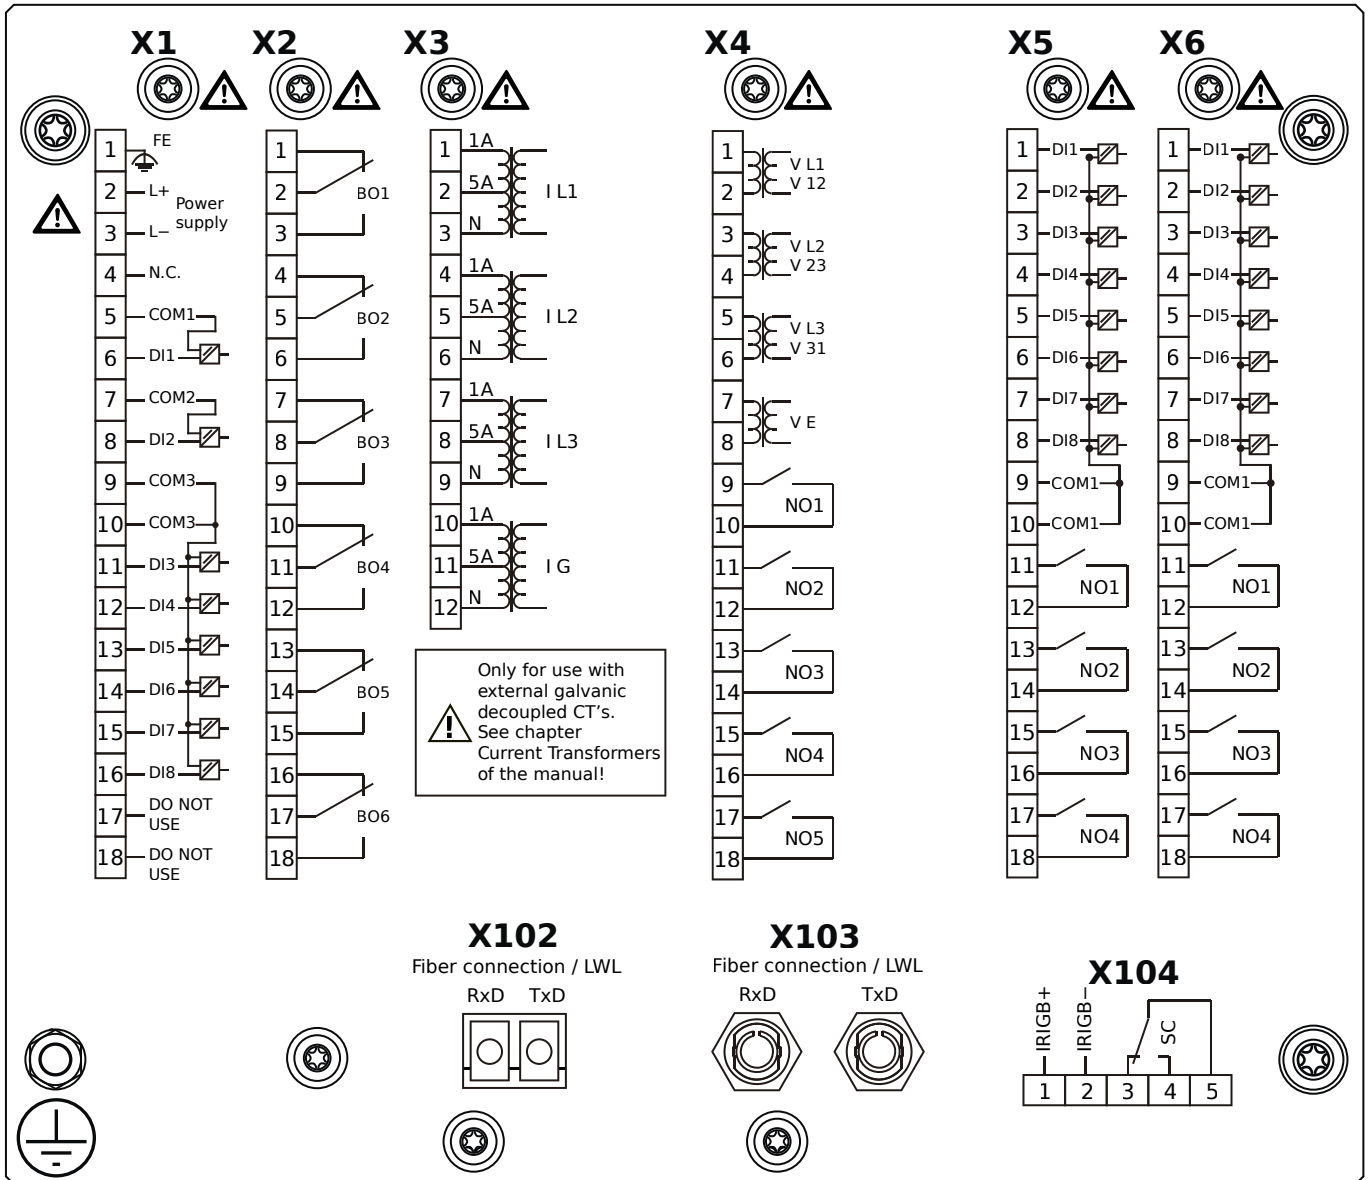 X1
X2
X3
X4
X5
X6
1 FE
2 L+
Power
supply
3 L−
4 N.C.
5 COM1
6 DI1
7 COM2
8 DI2
9 COM3
10 COM3
11 DI3
12 DI4
13 DI5
14 DI6
15 DI7
16 DI8
17 DO NOT
USE
18 DO NOT
USE
1
2 BO1
3
4
5 BO2
6
7
8 BO3
9
10
11 BO4
12
13
14 BO5
15
16
17 BO6
18
1 1A
2 5A I L1
3 N
4 1A
5 5A I L2
6 N
7 1A
8 5A I L3
9 N
10 1A
11 5A I G
12 N
Only for use with
external galvanic
decoupled CT's.
See chapter
Current Transformers
of the manual!
1 V L1
2 V 12
3 V L2
4 V 23
5 V L3
6 V 31
7 V E
8
9
NO1
10
11
NO2
12
13
NO3
14
15
NO4
16
17
NO5
18
1 DI1
2 DI2
3 DI3
4 DI4
5 DI5
6 DI6
7 DI7
8 DI8
9 COM1
10 COM1
11
NO1
12
13
NO2
14
15
NO3
16
17
NO4
18
1 DI1
2 DI2
3 DI3
4 DI4
5 DI5
6 DI6
7 DI7
8 DI8
9 COM1
10 COM1
11
NO1
12
13
NO2
14
15
NO3
16
17
NO4
18
X102
Fiber connection / LWL
RxD TxD
X103
Fiber connection / LWL
RxD TxD
X104
IRIGB+
IRIGB−
SC
1 2 3 4 5